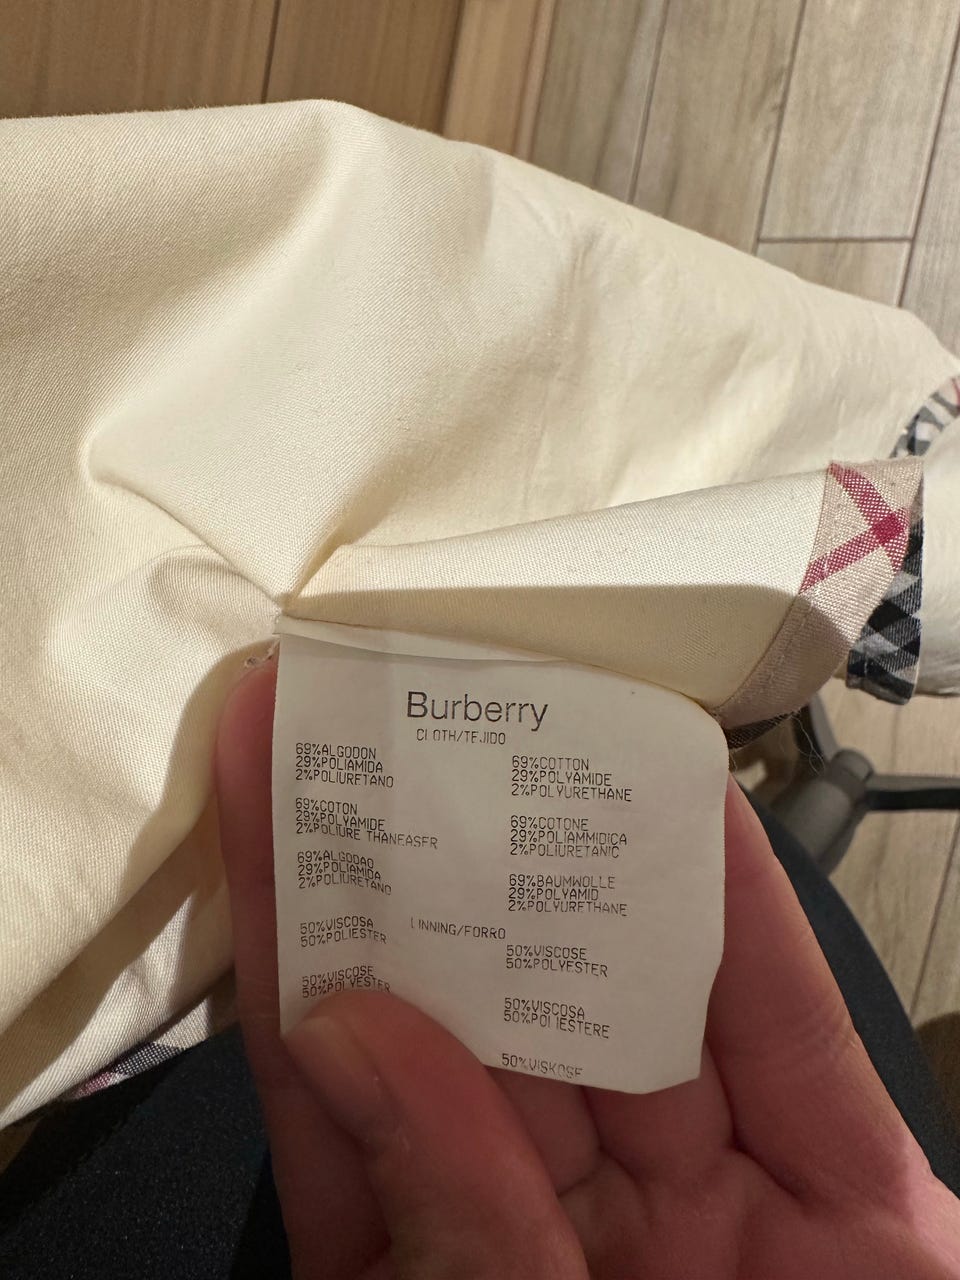 Burberry
CLOTH/TEJIDO
69%ALGODON
29%POLIAMIDA
2%POLIURETANO
69%COTTON
29%POLYAMIDE
2%POLYURETHANE
69%COTON
29%POLYAMIDE
2%POLIURE THANEASER
69%COTONE
29%POLIAMMIDICA
2%POLIURETANIC
69%ALGODAO
29%POLIAMIDA
2%POLIURETANO
69%BAUMWOLLE
29%POLYAMID
2%POLYURETHANE
LINNING/FORRO
50%VISCOSA
50%POLIESTER
50%VISCOSE
50%POLYESTER
50%VISCOSE
50%POLYESTER
50%VISCOSA
50%POLIESTERE
50%VISKOSE